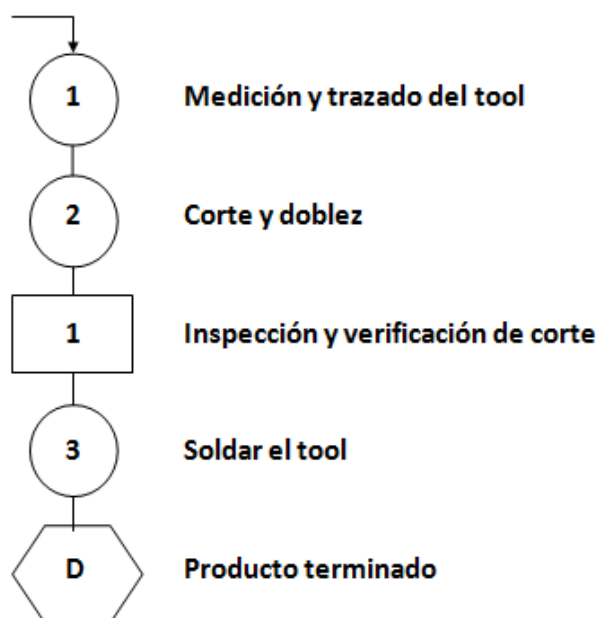 1 Medición y trazado del tool
2 Corte y doblez
1 Inspección y verificación de corte
3 Soldar el tool
D Producto terminado